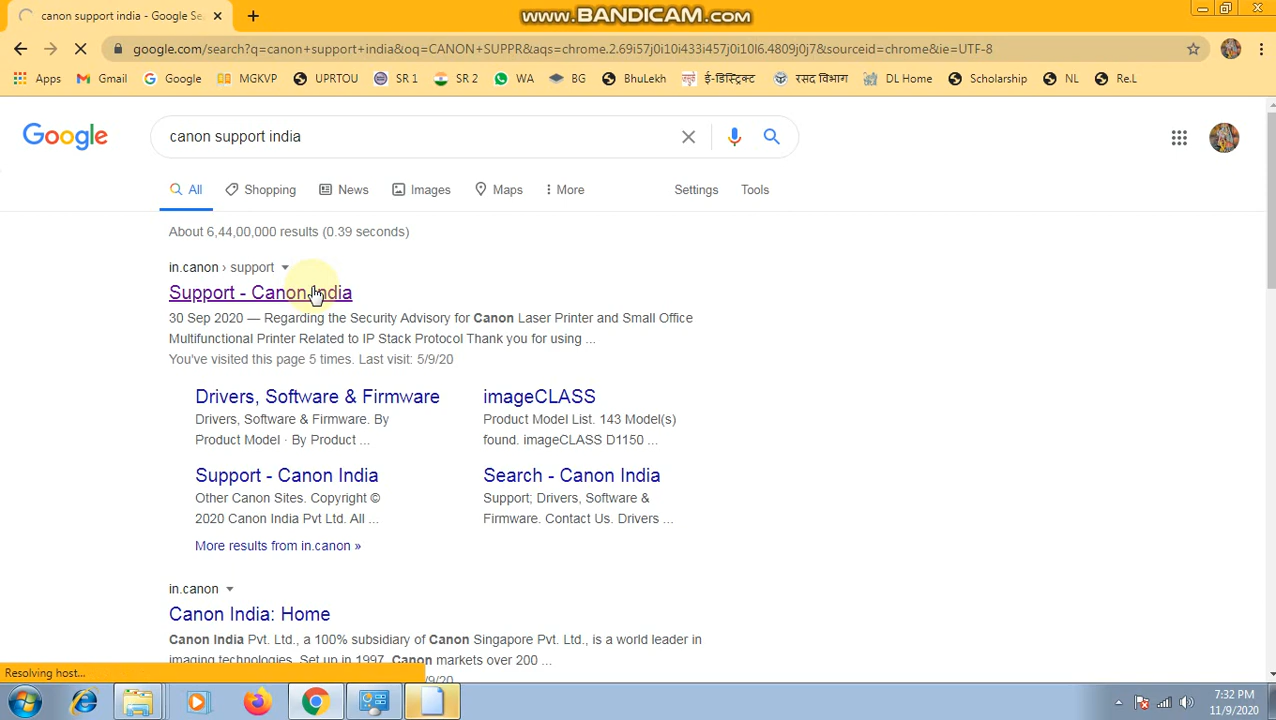 canon support india - Google Se
www.BANDICAM.com
google.com/search?q=canon+support+india&oq=CANON+SUPPR&aqs=chrome.2.69i57j0i10i433i457j0i10l6.4809j0j7&sourceid=chrome&ie=UTF-8
Apps Gmail Google MGKVP UPRTOU SR 1 SR 2 WA BG BhuLekh ई-डिस्ट्रिक्ट रसद विभाग DL Home Scholarship NL Re.L
Google canon support india
All Shopping News Images Maps More Settings Tools
About 6,44,00,000 results (0.39 seconds)
in.canon › support
Support - Canon India
30 Sep 2020 — Regarding the Security Advisory for Canon Laser Printer and Small Office
Multifunctional Printer Related to IP Stack Protocol Thank you for using ...
You've visited this page 5 times. Last visit: 5/9/20
Drivers, Software & Firmware
Drivers, Software & Firmware. By
Product Model · By Product ...
imageCLASS
Product Model List. 143 Model(s)
found. imageCLASS D1150 ...
Support - Canon India
Other Canon Sites. Copyright ©
2020 Canon India Pvt Ltd. All ...
Search - Canon India
Support; Drivers, Software &
Firmware. Contact Us. Drivers ...
More results from in.canon »
in.canon
Canon India: Home
Canon India Pvt. Ltd., a 100% subsidiary of Canon Singapore Pvt. Ltd., is a world leader in
imaging technologies. Set up in 1997, Canon markets over 200 ...
Resolving host...
9/20
7:32 PM
11/9/2020